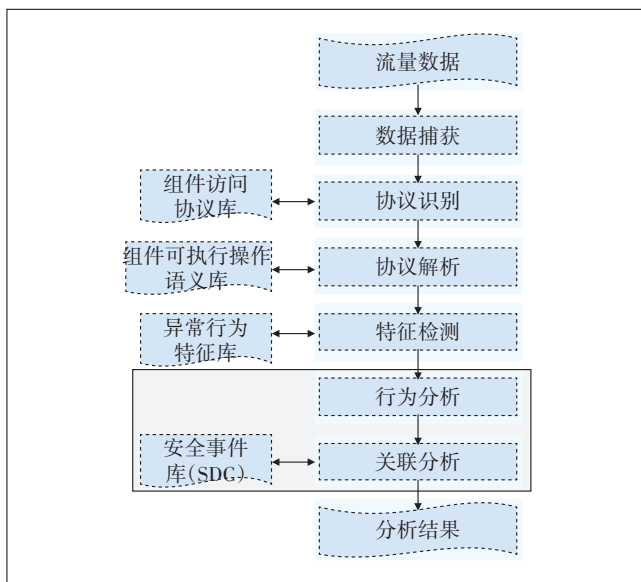 流量数据
数据捕获
组件访问
协议库
协议识别
组件可执行操作
语义库
协议解析
异常行为
特征库
特征检测
行为分析
安全事件
库(SDG)
关联分析
分析结果